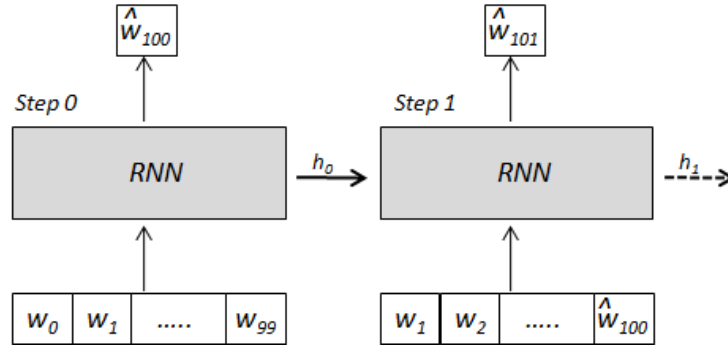 ŵ₁₀₀ ŵ₁₀₁
Step 0 Step 1
RNN h₀ RNN h₁
w₀ w₁ ..... w₉₉ w₁ w₂ ..... ŵ₁₀₀